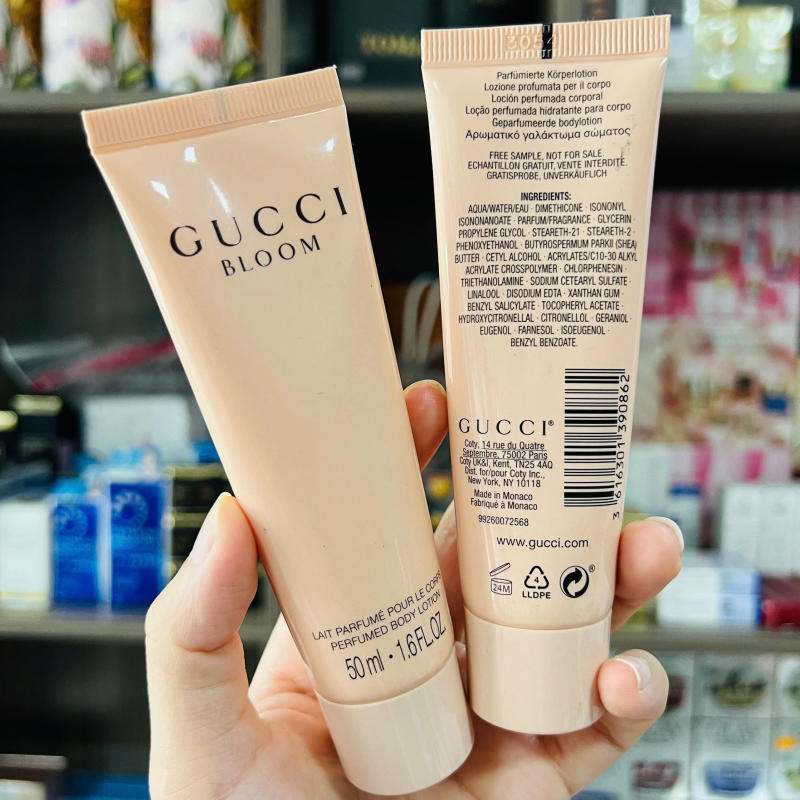 GUCCI
BLOOM
LAIT PARFUMÉ POUR LE CORPS
PERFUMED BODY LOTION
50 ml · 1.6 FL.OZ
3054
Parfümierte Körperlotion
Lozione profumata per il corpo
Loción perfumada corporal
Loção perfumada hidratante para corpo
Geparfumeerde bodylotion
Αρωματικό γαλάκτωμα σώματος
FREE SAMPLE, NOT FOR SALE.
ECHANTILLON GRATUIT, VENTE INTERDITE.
GRATISPROBE, UNVERKÄUFLICH
INGREDIENTS:
AQUA/WATER/EAU · DIMETHICONE · ISONONYL
ISONONANOATE · PARFUM/FRAGRANCE · GLYCERIN ·
PROPYLENE GLYCOL · STEARETH-21 · STEARETH-2 ·
PHENOXYETHANOL · BUTYROSPERMUM PARKII (SHEA)
BUTTER · CETYL ALCOHOL · ACRYLATES/C10-30 ALKYL
ACRYLATE CROSSPOLYMER · CHLORPHENESIN ·
TRIETHANOLAMINE · SODIUM CETEARYL SULFATE ·
LINALOOL · DISODIUM EDTA · XANTHAN GUM ·
BENZYL SALICYLATE · TOCOPHERYL ACETATE ·
HYDROXYCITRONELLAL · CITRONELLOL · GERANIOL ·
EUGENOL · FARNESOL · ISOEUGENOL ·
BENZYL BENZOATE.
GUCCI®
Coty, 14 rue du Quatre
Septembre, 75002 Paris
Coty UK&I, Kent, TN25 4AQ
Dist. for/pour Coty Inc.,
New York, NY 10118
Made in Monaco
Fabriqué à Monaco
99260072568
3 616301 390862
www.gucci.com
24M
4
LLDPE
®